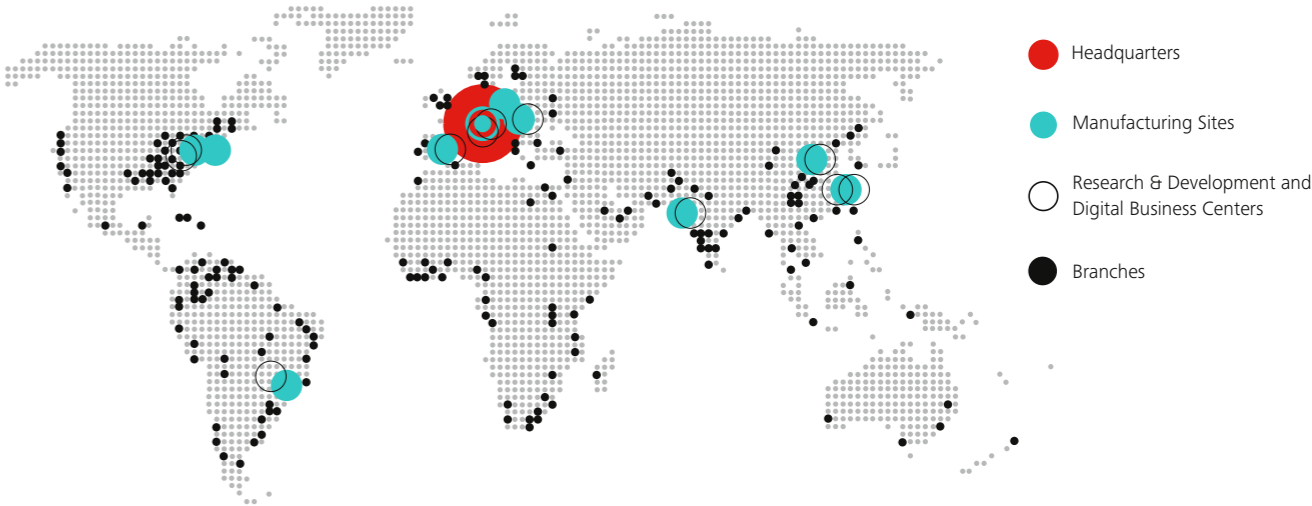 Headquarters
Manufacturing Sites
Research & Development and
Digital Business Centers
Branches